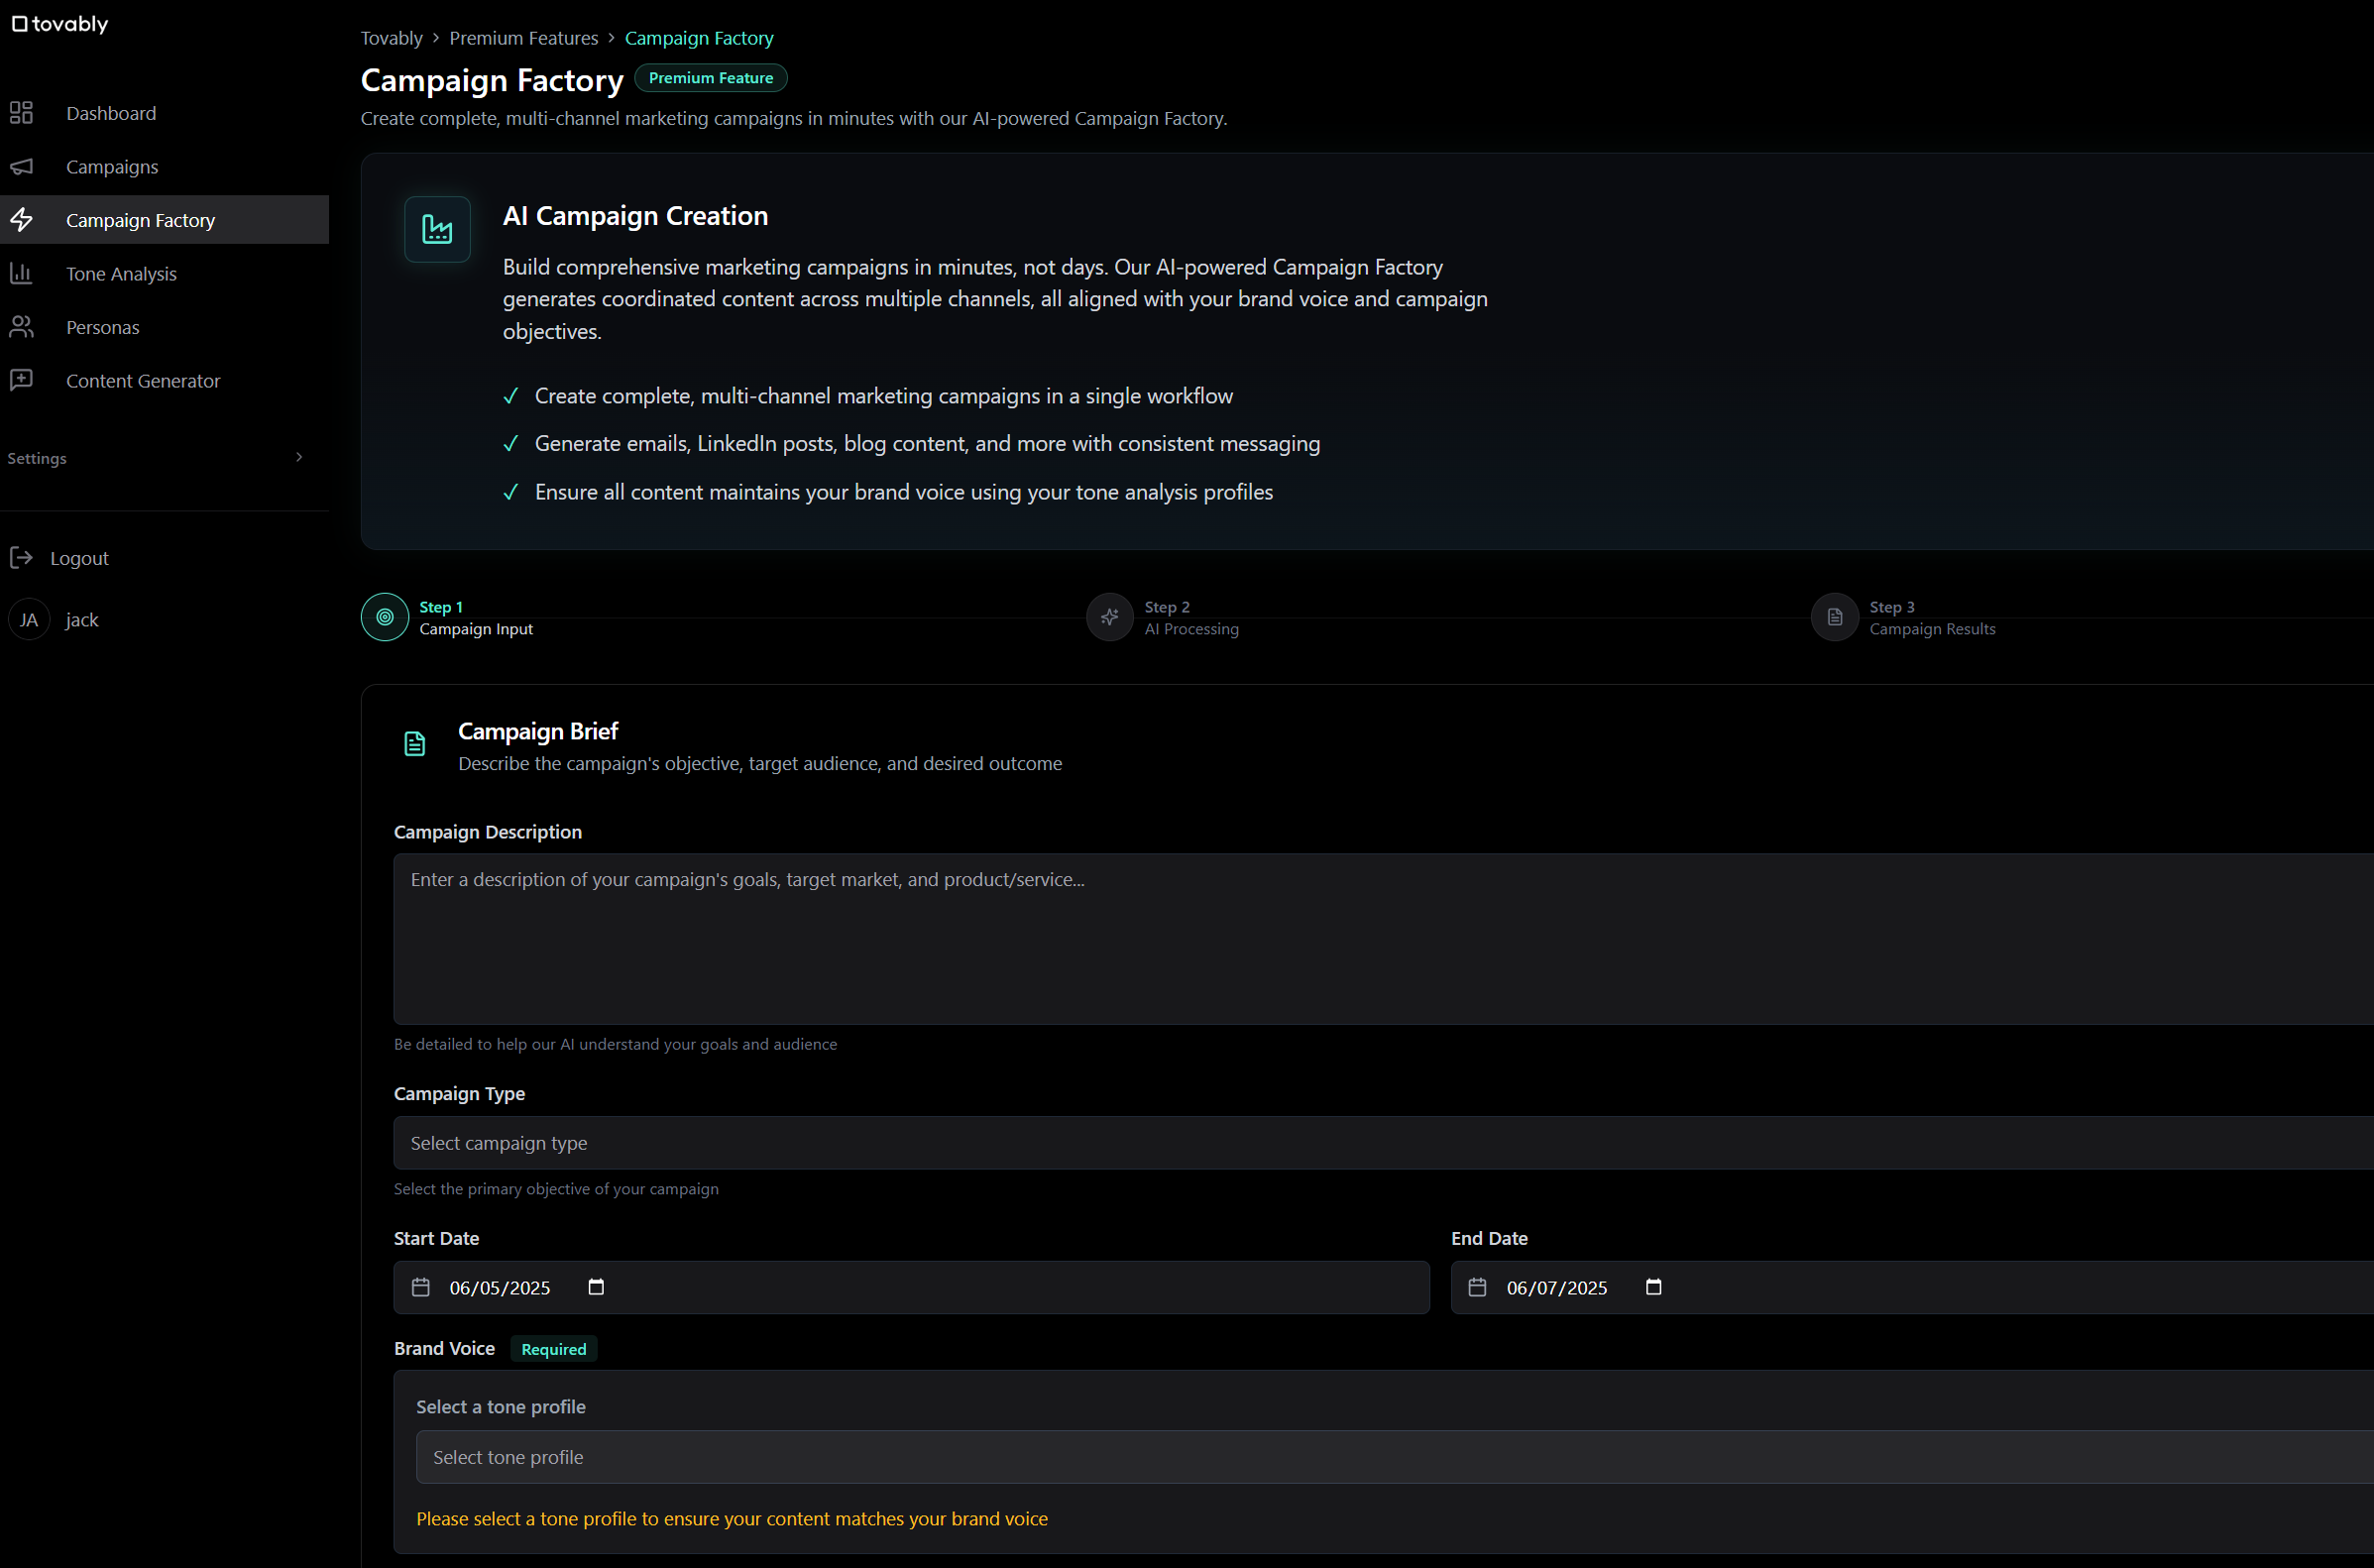 tovably
Dashboard
Campaigns
Campaign Factory
Tone Analysis
Personas
Content Generator
Settings
Logout
JA
jack
Tovably > Premium Features > Campaign Factory
Campaign Factory Premium Feature
Create complete, multi-channel marketing campaigns in minutes with our AI-powered Campaign Factory.
AI Campaign Creation
Build comprehensive marketing campaigns in minutes, not days. Our AI-powered Campaign Factory
generates coordinated content across multiple channels, all aligned with your brand voice and campaign
objectives.
✓ Create complete, multi-channel marketing campaigns in a single workflow
✓ Generate emails, LinkedIn posts, blog content, and more with consistent messaging
✓ Ensure all content maintains your brand voice using your tone analysis profiles
Step 1
Campaign Input
Step 2
AI Processing
Step 3
Campaign Results
Campaign Brief
Describe the campaign's objective, target audience, and desired outcome
Campaign Description
Enter a description of your campaign's goals, target market, and product/service...
Be detailed to help our AI understand your goals and audience
Campaign Type
Select campaign type
Select the primary objective of your campaign
Start Date
06/05/2025
End Date
06/07/2025
Brand Voice Required
Select a tone profile
Select tone profile
Please select a tone profile to ensure your content matches your brand voice